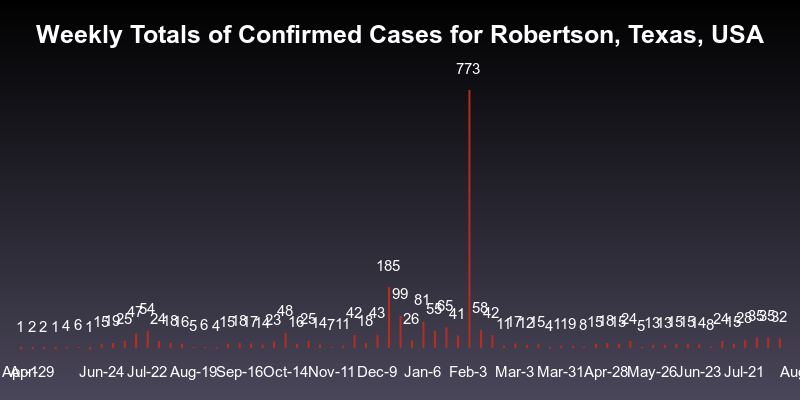 Weekly Totals of Confirmed Cases for Robertson, Texas, USA
1 2 2 1 4 6 1 15 19 25 47 54 24 18 16 5 6 4 15 18 17 14 23 48 16 25 14 7 11 42 18 43 185 99 26 81 55 65 41 773 58 42 11 17 12 15 4 11 9 8 15 18 15 24 5 13 13 15 15 14 8 24 15 28 35 35 32
Jun-24 Jul-22 Aug-19 Sep-16 Oct-14 Nov-11 Dec-9 Jan-6 Feb-3 Mar-3 Mar-31 Apr-28 May-26 Jun-23 Jul-21